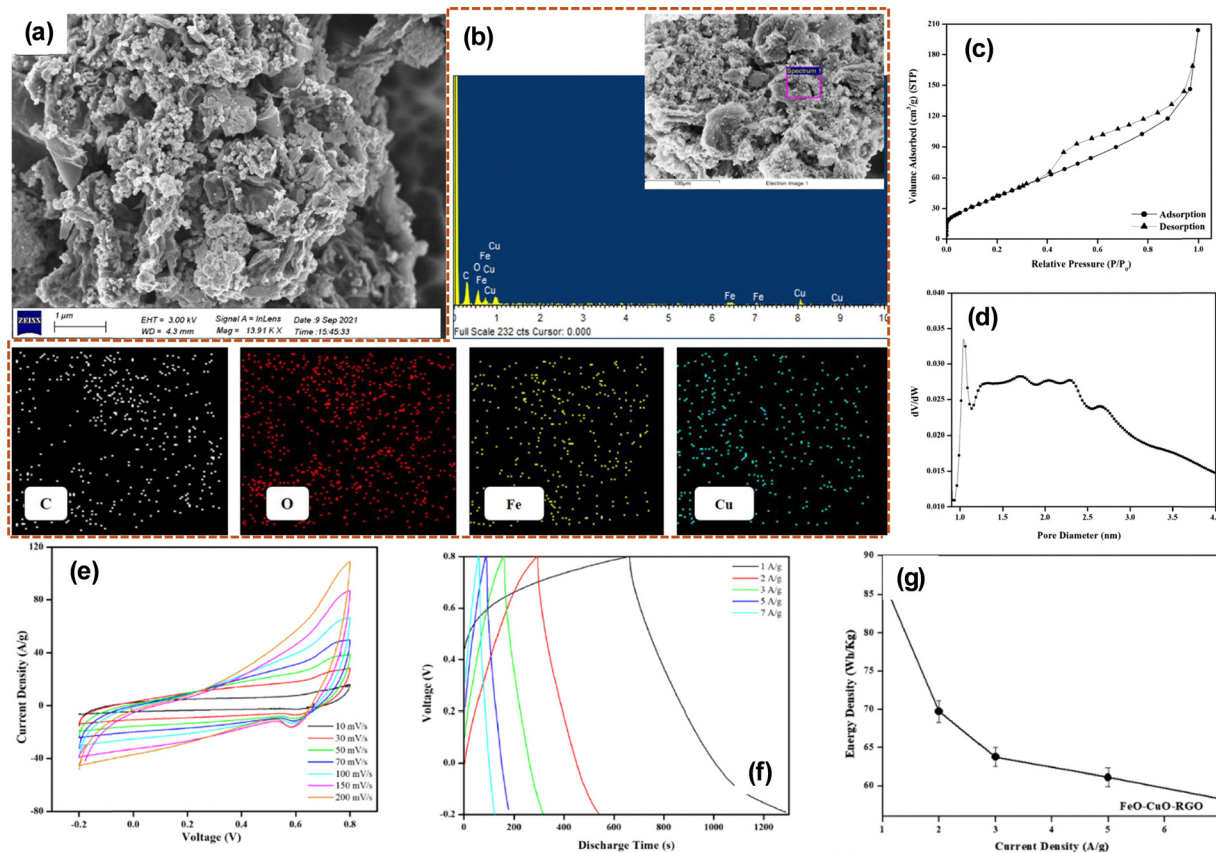 (a)
ZEISS
1 µm
EHT = 3.00 kV
WD = 4.3 mm
Signal A = InLens
Mag = 13.91 K X
Date :9 Sep 2021
Time :15:45:33
(b)
Spectrum 1
100µm
Electron Image 1
C
O
Fe
Cu
Fe
Cu
Cu
Fe
Fe
Cu
Cu
0 1 2 3 4 5 6 7 8 9 10
Full Scale 232 cts Cursor: 0.000
C
O
Fe
Cu
(c)
Volume Adsorbed (cm³/g) (STP)
210
180
150
120
90
60
30
0
Adsorption
Desorption
0.0 0.2 0.4 0.6 0.8 1.0
Relative Pressure (P/P₀)
(d)
dV/dW
0.040
0.035
0.030
0.025
0.020
0.015
0.010
1.0 1.5 2.0 2.5 3.0 3.5
Pore Diameter (nm)
(e)
Current Density (A/g)
120
80
40
0
-40
-80
10 mV/s
30 mV/s
50 mV/s
70 mV/s
100 mV/s
150 mV/s
200 mV/s
-0.2 0.0 0.2 0.4 0.6 0.8
Voltage (V)
(f)
Voltage (V)
0.8
0.6
0.4
0.2
0.0
-0.2
1 A/g
2 A/g
3 A/g
5 A/g
7 A/g
0 200 400 600 800 1000 1200
Discharge Time (s)
(g)
Energy Density (Wh/Kg)
90
85
80
75
70
65
60
FeO-CuO-RGO
1 2 3 4 5 6
Current Density (A/g)